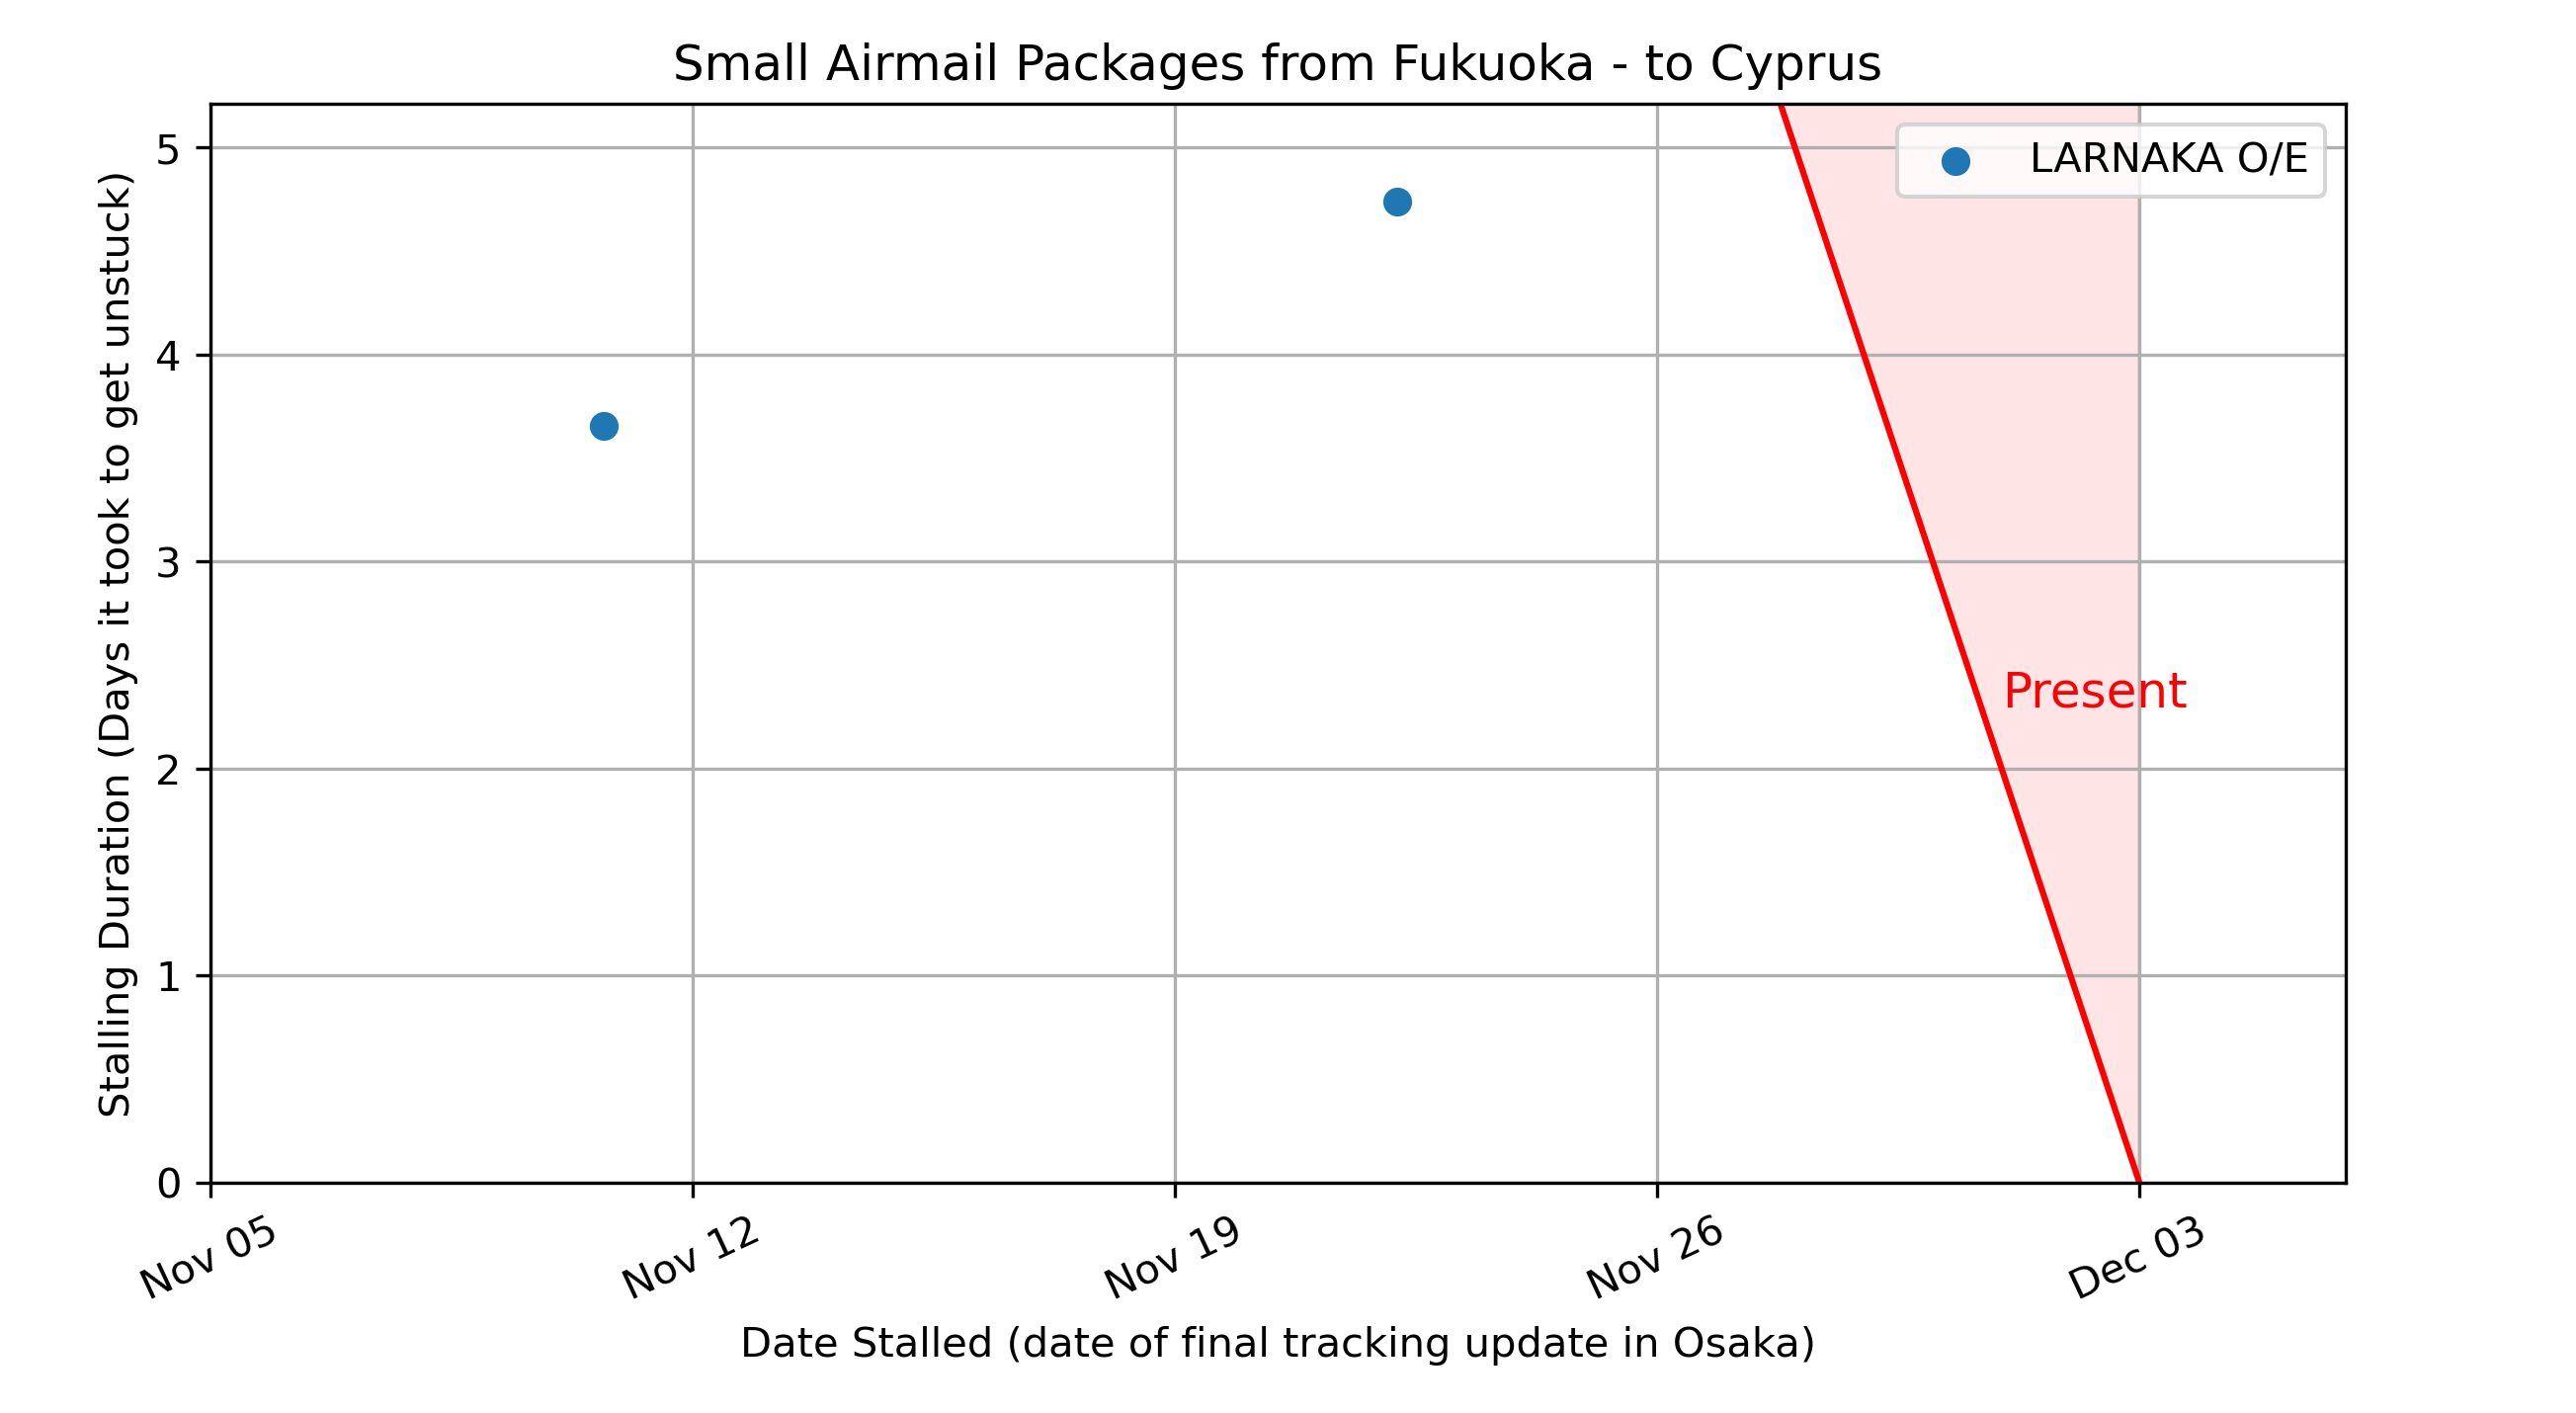 Small Airmail Packages from Fukuoka - to Cyprus
Stalling Duration (Days it took to get unstuck)
5
4
3
2
1
0
LARNAKA O/E
Present
Nov 05
Nov 12
Nov 19
Nov 26
Dec 03
Date Stalled (date of final tracking update in Osaka)